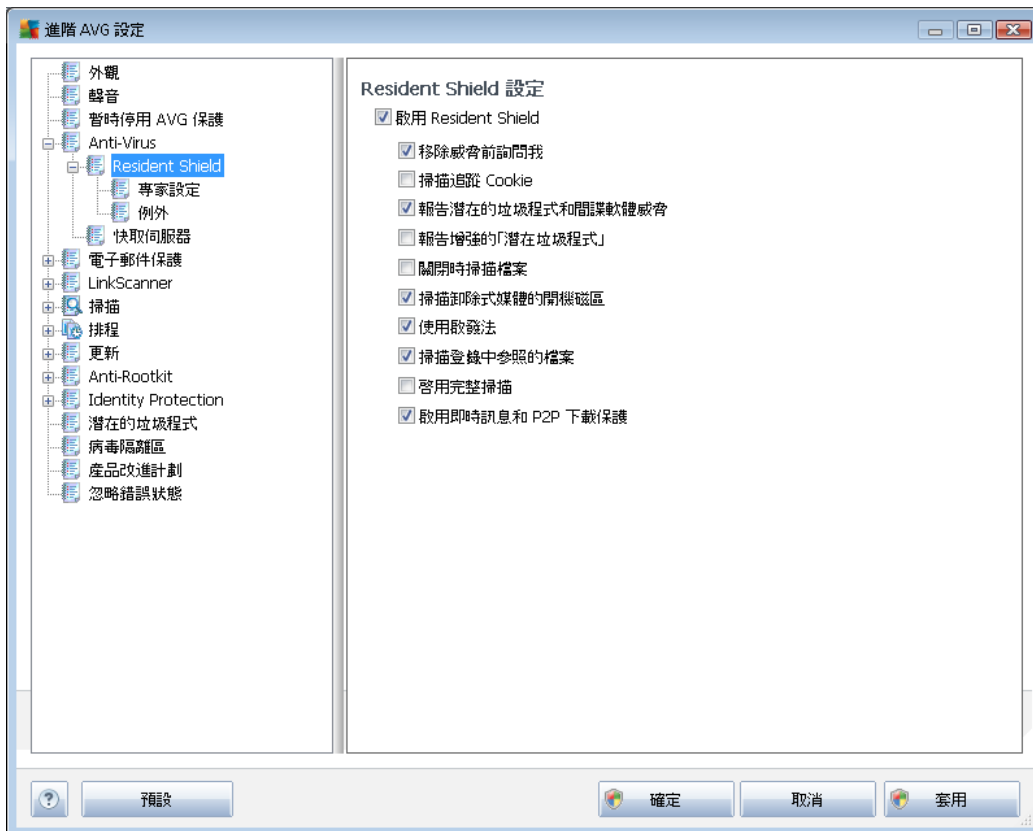 進階 AVG 設定
外觀
聲音
暫時停用 AVG 保護
Anti-Virus
Resident Shield
專家設定
例外
快取伺服器
電子郵件保護
LinkScanner
掃描
排程
更新
Anti-Rootkit
Identity Protection
潛在的垃圾程式
病毒隔離區
產品改進計劃
忽略錯誤狀態
Resident Shield 設定
啟用 Resident Shield
移除威脅前詢問我
掃描追蹤 Cookie
報告潛在的垃圾程式和間諜軟體威脅
報告增強的「潛在垃圾程式」
關閉時掃描檔案
掃描卸除式媒體的開機磁區
使用啟發法
掃描登錄中參照的檔案
啓用完整掃描
啟用即時訊息和 P2P 下載保護
?
預設
確定
取消
套用